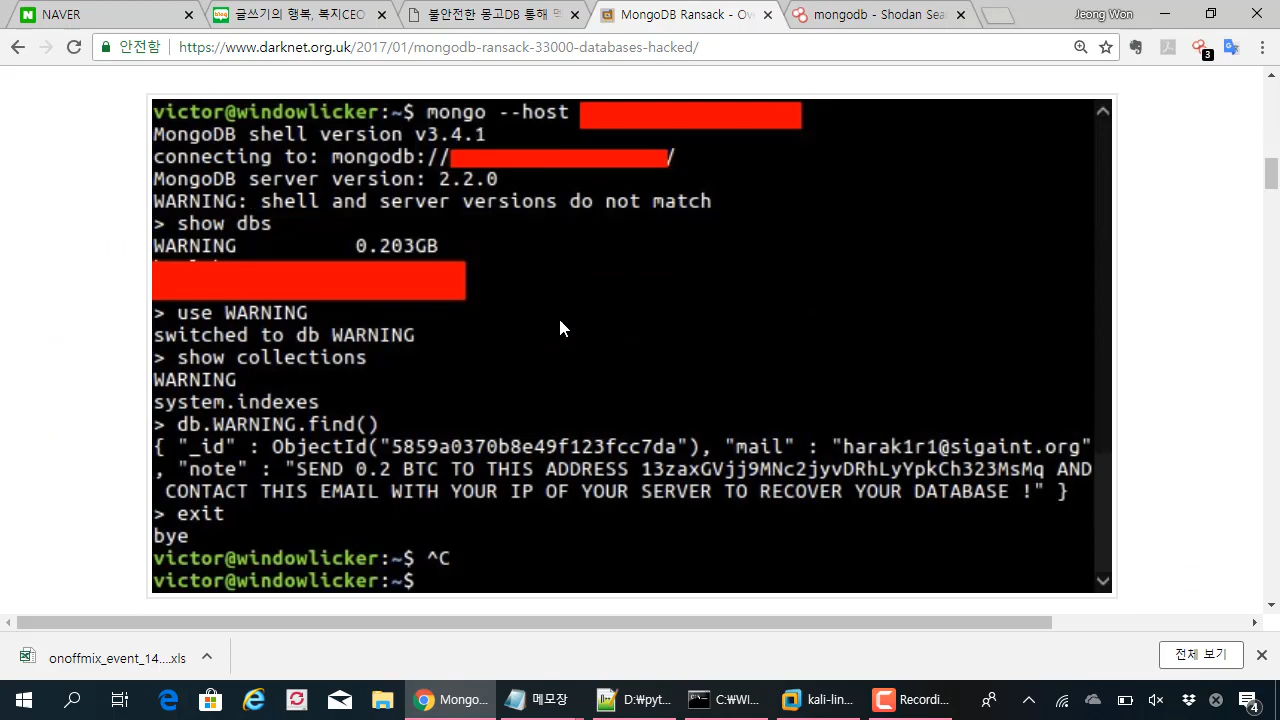 NAVER
글쓰기의 행복, 복지CEO
불안전한 몽고DB 통해
MongoDB Ransack - Ove
mongodb - Shodan Sea
Jeong Won
안전함
https://www.darknet.org.uk/2017/01/mongodb-ransack-33000-databases-hacked/
3
victor@windowlicker:~$ mongo --host
MongoDB shell version v3.4.1
connecting to: mongodb:// /
MongoDB server version: 2.2.0
WARNING: shell and server versions do not match
> show dbs
WARNING 0.203GB
> use WARNING
switched to db WARNING
> show collections
WARNING
system.indexes
> db.WARNING.find()
{ "_id" : ObjectId("5859a0370b8e49f123fcc7da"), "mail" : "harak1r1@sigaint.org"
, "note" : "SEND 0.2 BTC TO THIS ADDRESS 13zaxGVjj9MNc2jyvDRhLyYpkCh323MsMq AND
CONTACT THIS EMAIL WITH YOUR IP OF YOUR SERVER TO RECOVER YOUR DATABASE !" }
> exit
bye
victor@windowlicker:~$ ^C
victor@windowlicker:~$
onoffmix_event_14....xls
전체 보기
Mongo...
메모장
D:₩pyt...
C:₩WI...
kali-lin...
Recordi...
4